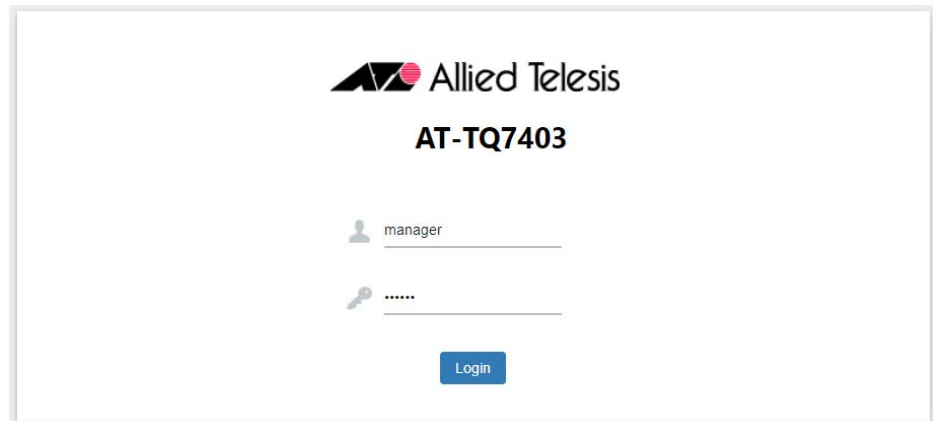 Allied Telesis
AT-TQ7403
manager
••••••
Login